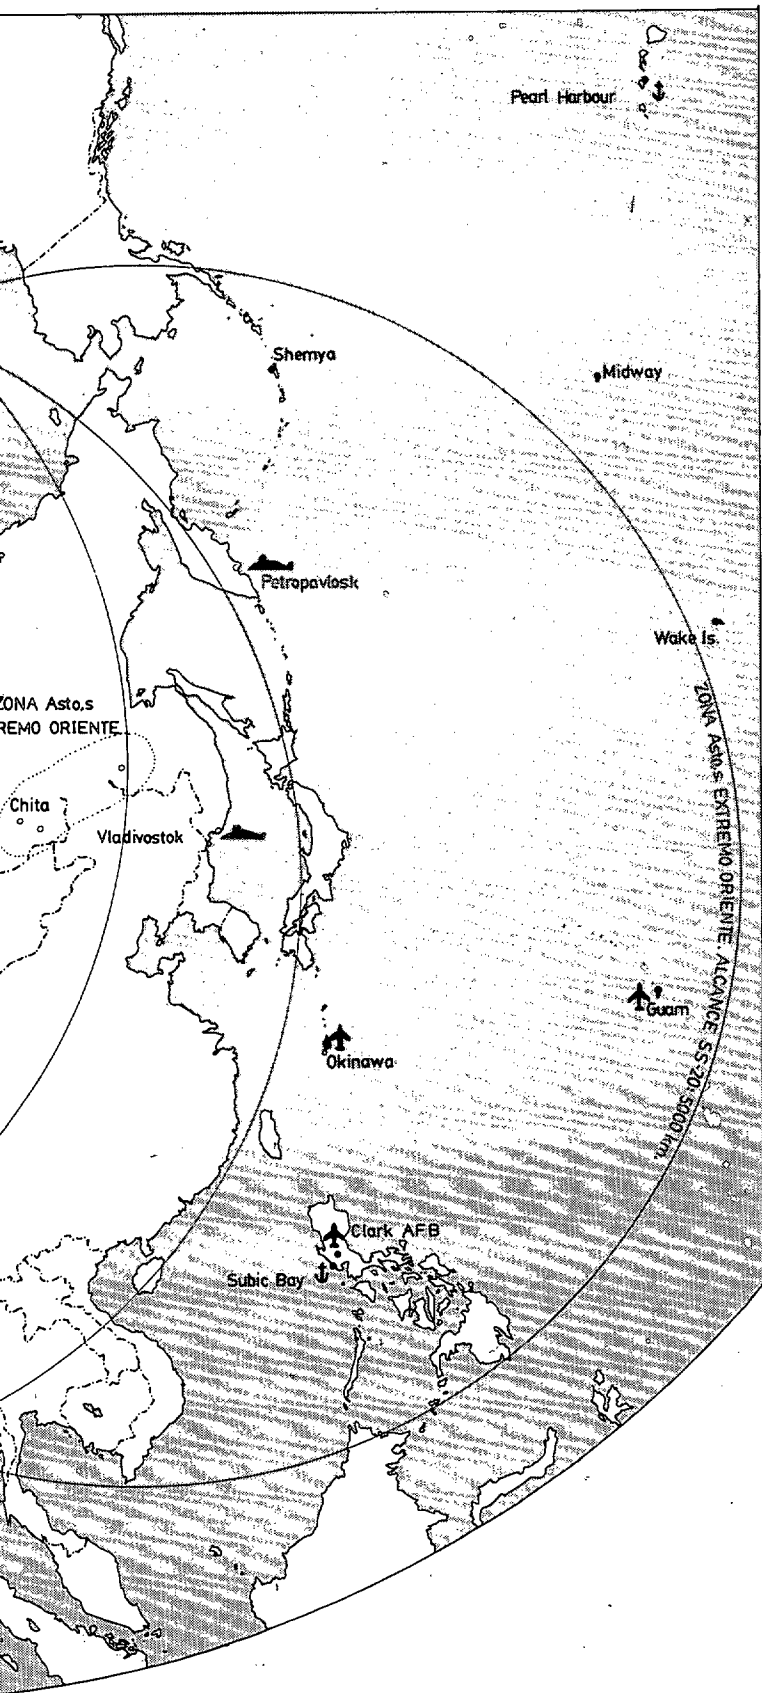 Pearl Harbour
Shemya
Midway
Petropavlosk
Wake Is.
ZONA Asto,s
REMO ORIENTE
ZONA Asto,s EXTREMO ORIENTE. ALCANCE SS-20: 5000 km.
Chita
Vladivostok
Guam
Okinawa
Clark AFB
Subic Bay